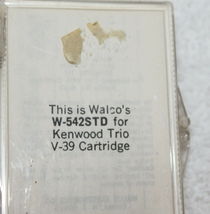 This is Walco's
W-542STD for
Kenwood Trio
V-39 Cartridge